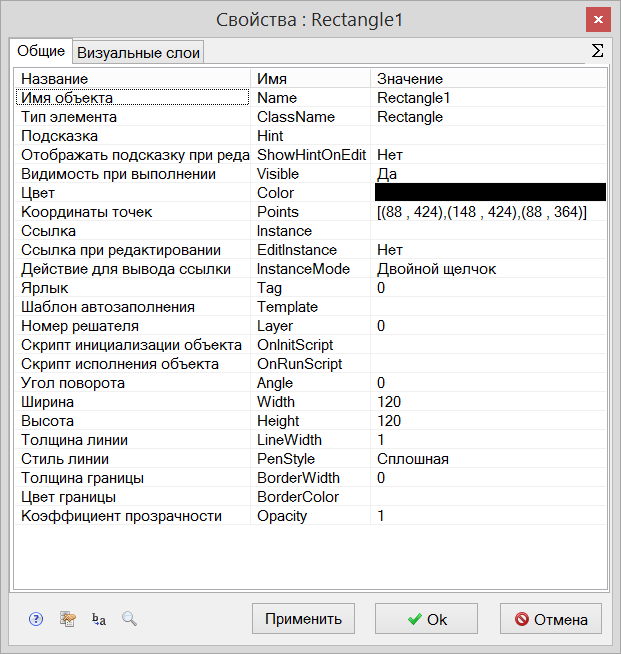 Свойства : Rectangle1
Общие Визуальные слои Σ
Название Имя Значение
Имя объекта Name Rectangle1
Тип элемента ClassName Rectangle
Подсказка Hint
Отображать подсказку при реда ShowHintOnEdit Нет
Видимость при выполнении Visible Да
Цвет Color
Координаты точек Points [(88 , 424),(148 , 424),(88 , 364)]
Ссылка Instance
Ссылка при редактировании EditInstance Нет
Действие для вывода ссылки InstanceMode Двойной щелчок
Ярлык Tag 0
Шаблон автозаполнения Template
Номер решателя Layer 0
Скрипт инициализации объекта OnInitScript
Скрипт исполнения объекта OnRunScript
Угол поворота Angle 0
Ширина Width 120
Высота Height 120
Толщина линии LineWidth 1
Стиль линии PenStyle Сплошная
Толщина границы BorderWidth 0
Цвет границы BorderColor
Коэффициент прозрачности Opacity 1
? ba Применить Ok Отмена